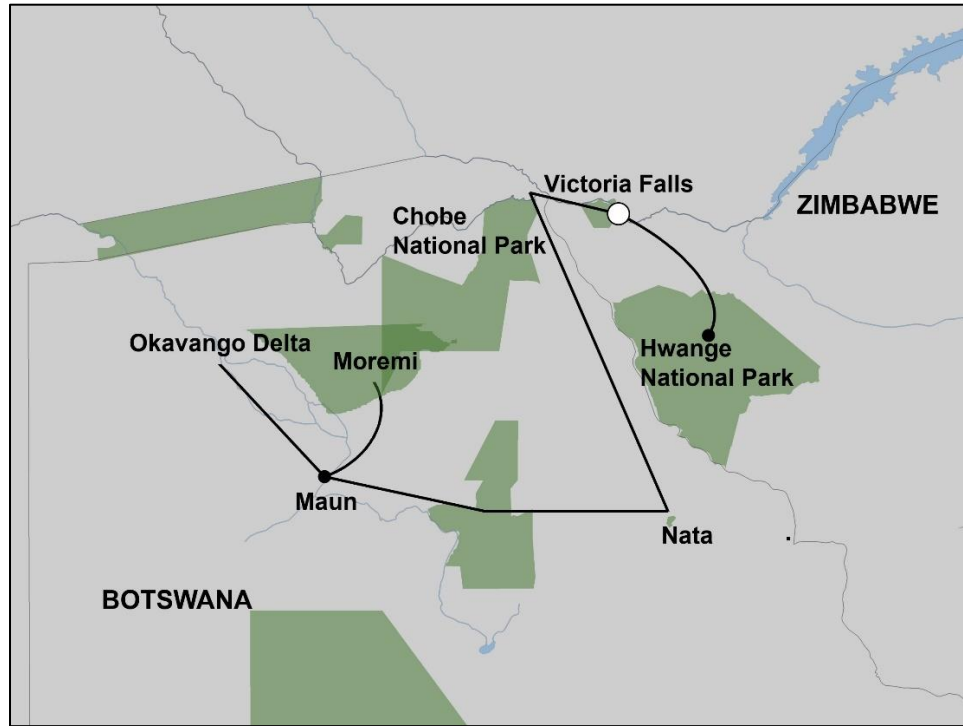 Victoria Falls
ZIMBABWE
Chobe
National Park
Okavango Delta
Moremi
Hwange
National Park
Maun
Nata
BOTSWANA